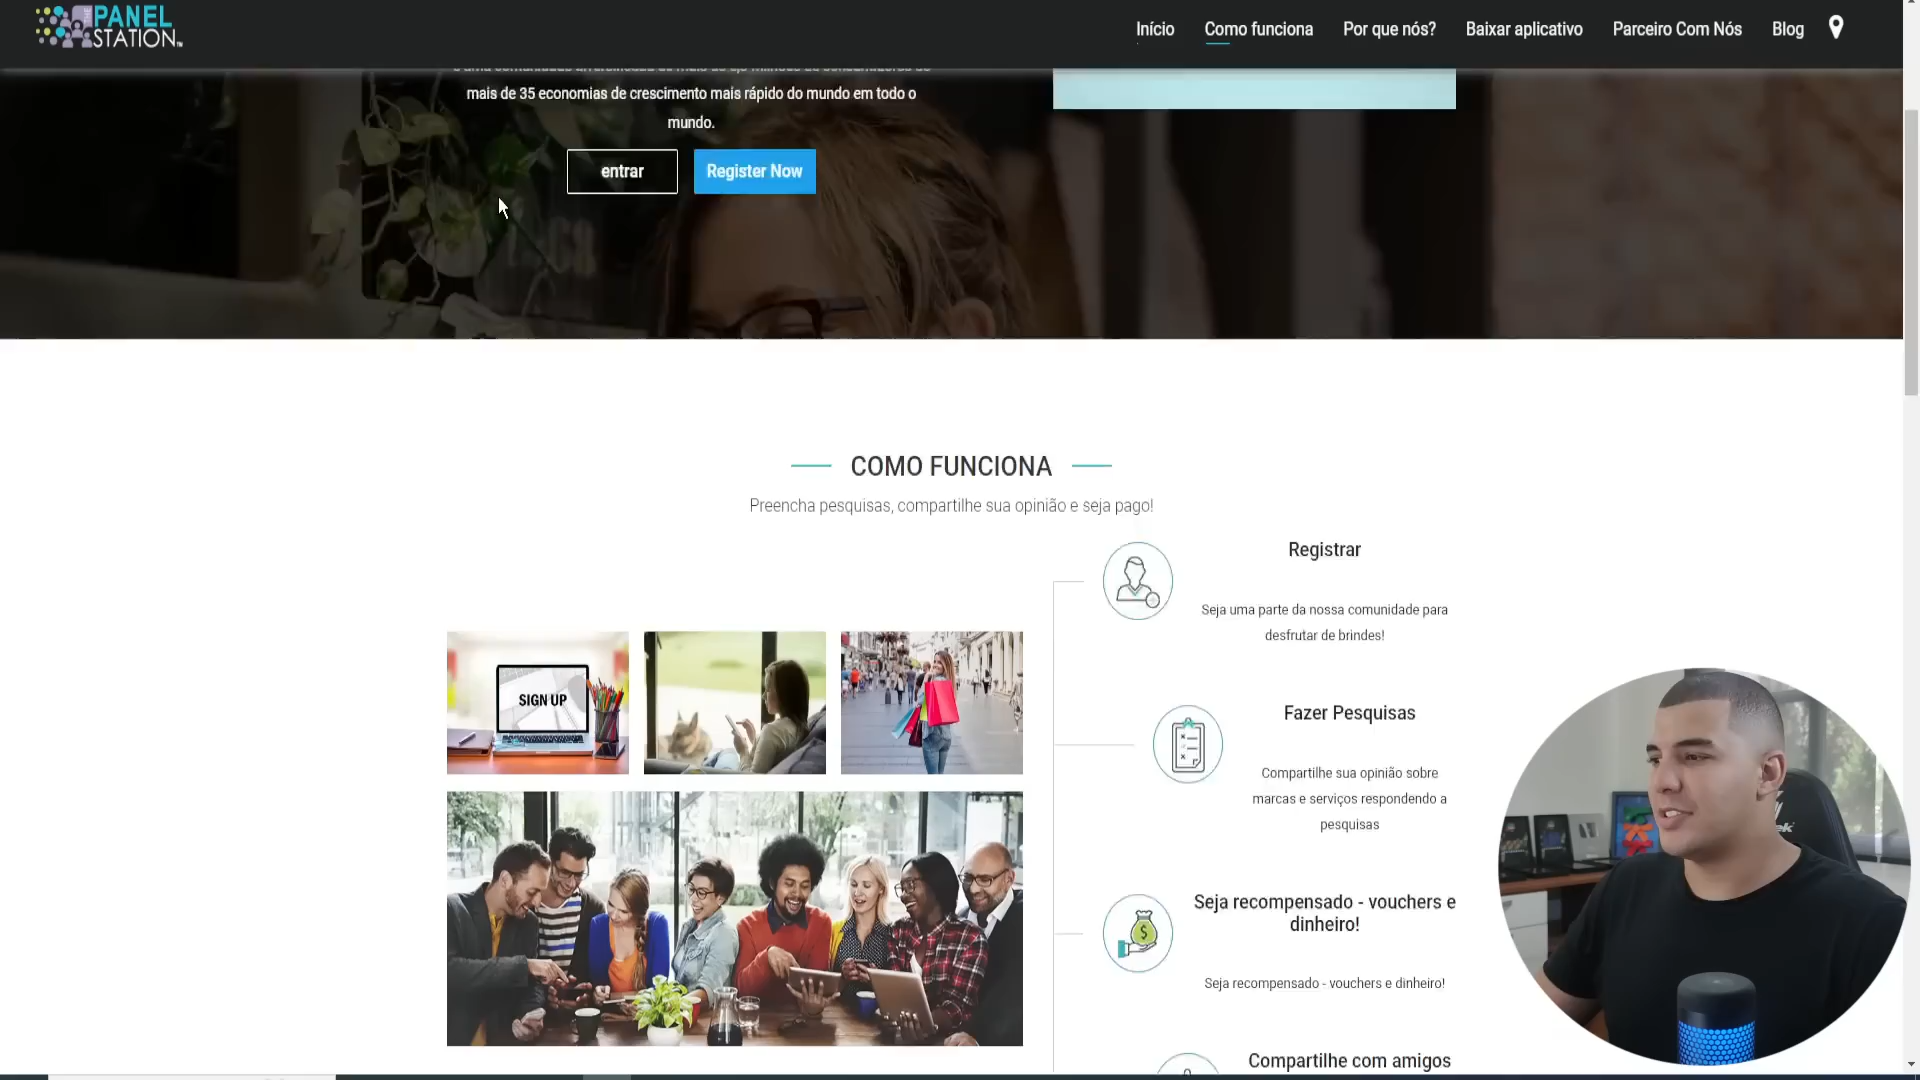 THE
PANEL
STATION
TM
Início
Como funciona
Por que nós?
Baixar aplicativo
Parceiro Com Nós
Blog
mais de 35 economias de crescimento mais rápido do mundo em todo o
mundo.
entrar
Register Now
COMO FUNCIONA
Preencha pesquisas, compartilhe sua opinião e seja pago!
Registrar
Seja uma parte da nossa comunidade para
desfrutar de brindes!
SIGN UP
Fazer Pesquisas
Compartilhe sua opinião sobre
marcas e serviços respondendo a
pesquisas
Seja recompensado - vouchers e
dinheiro!
Seja recompensado - vouchers e dinheiro!
Compartilhe com amigos